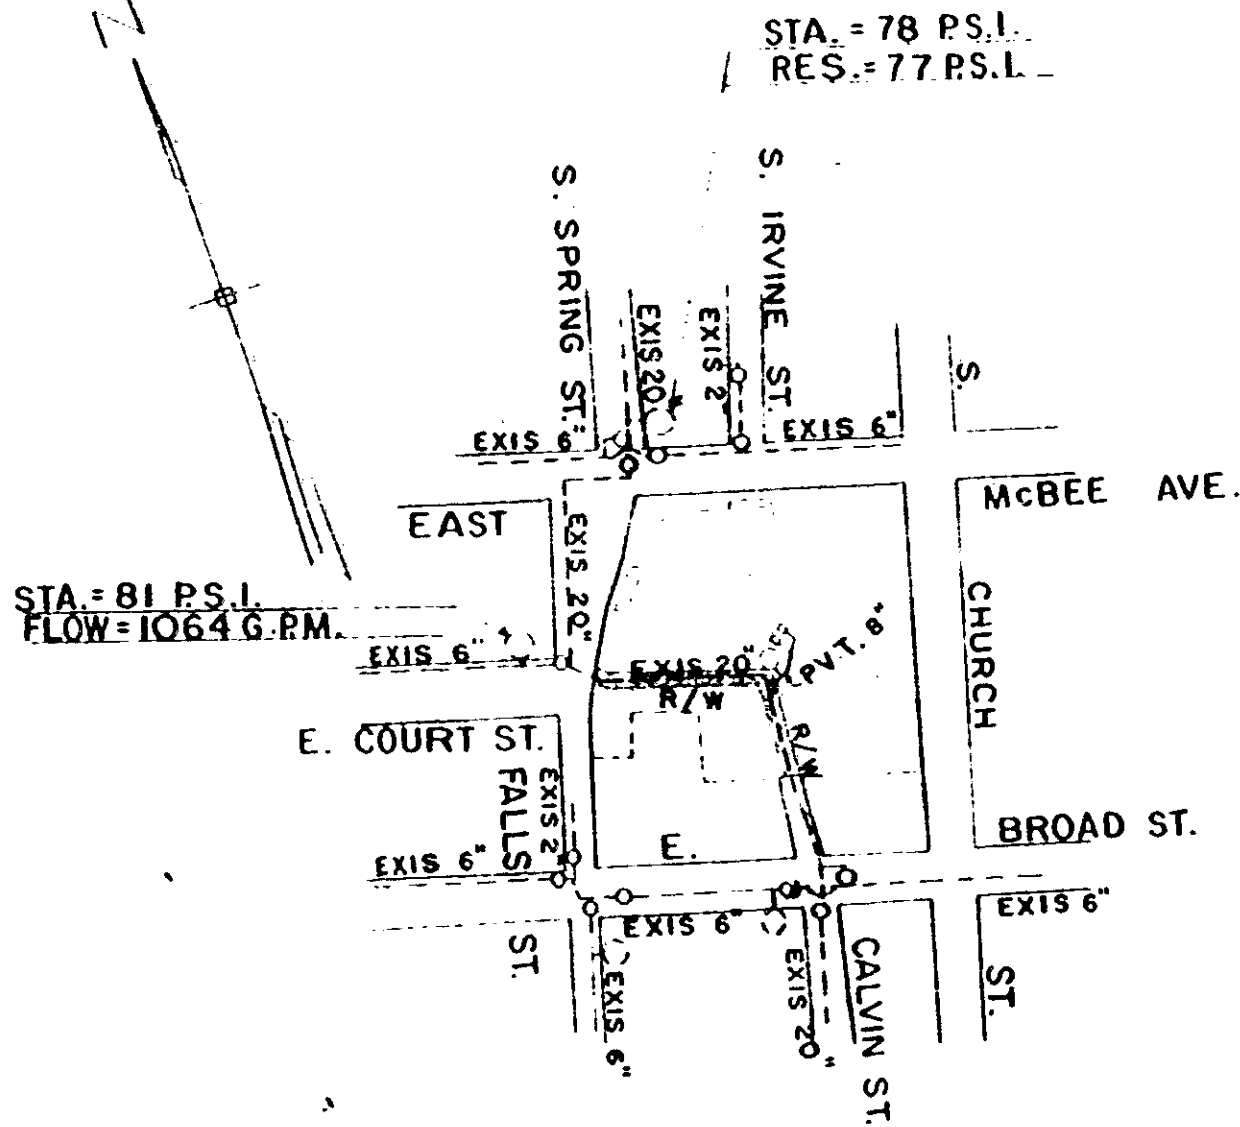 N
STA. = 78 P.S.I.
RES. = 77 P.S.I.
S. SPRING ST.
S. IRVINE ST.
EXIS 20
EXIS 2"
S.
EXIS 6"
EXIS 6"
McBEE AVE.
EAST
EXIS 20"
STA. = 81 P.S.I.
FLOW = 1064 G.P.M.
EXIS 6"
EXIS 20"
R/W
PVT. 8"
CHURCH
E. COURT ST.
R/W
FALLS
EXIS 2
BROAD ST.
E.
EXIS 6"
EXIS 6"
EXIS 6"
ST.
EXIS 6"
EXIS 20"
CALVIN ST.
ST.